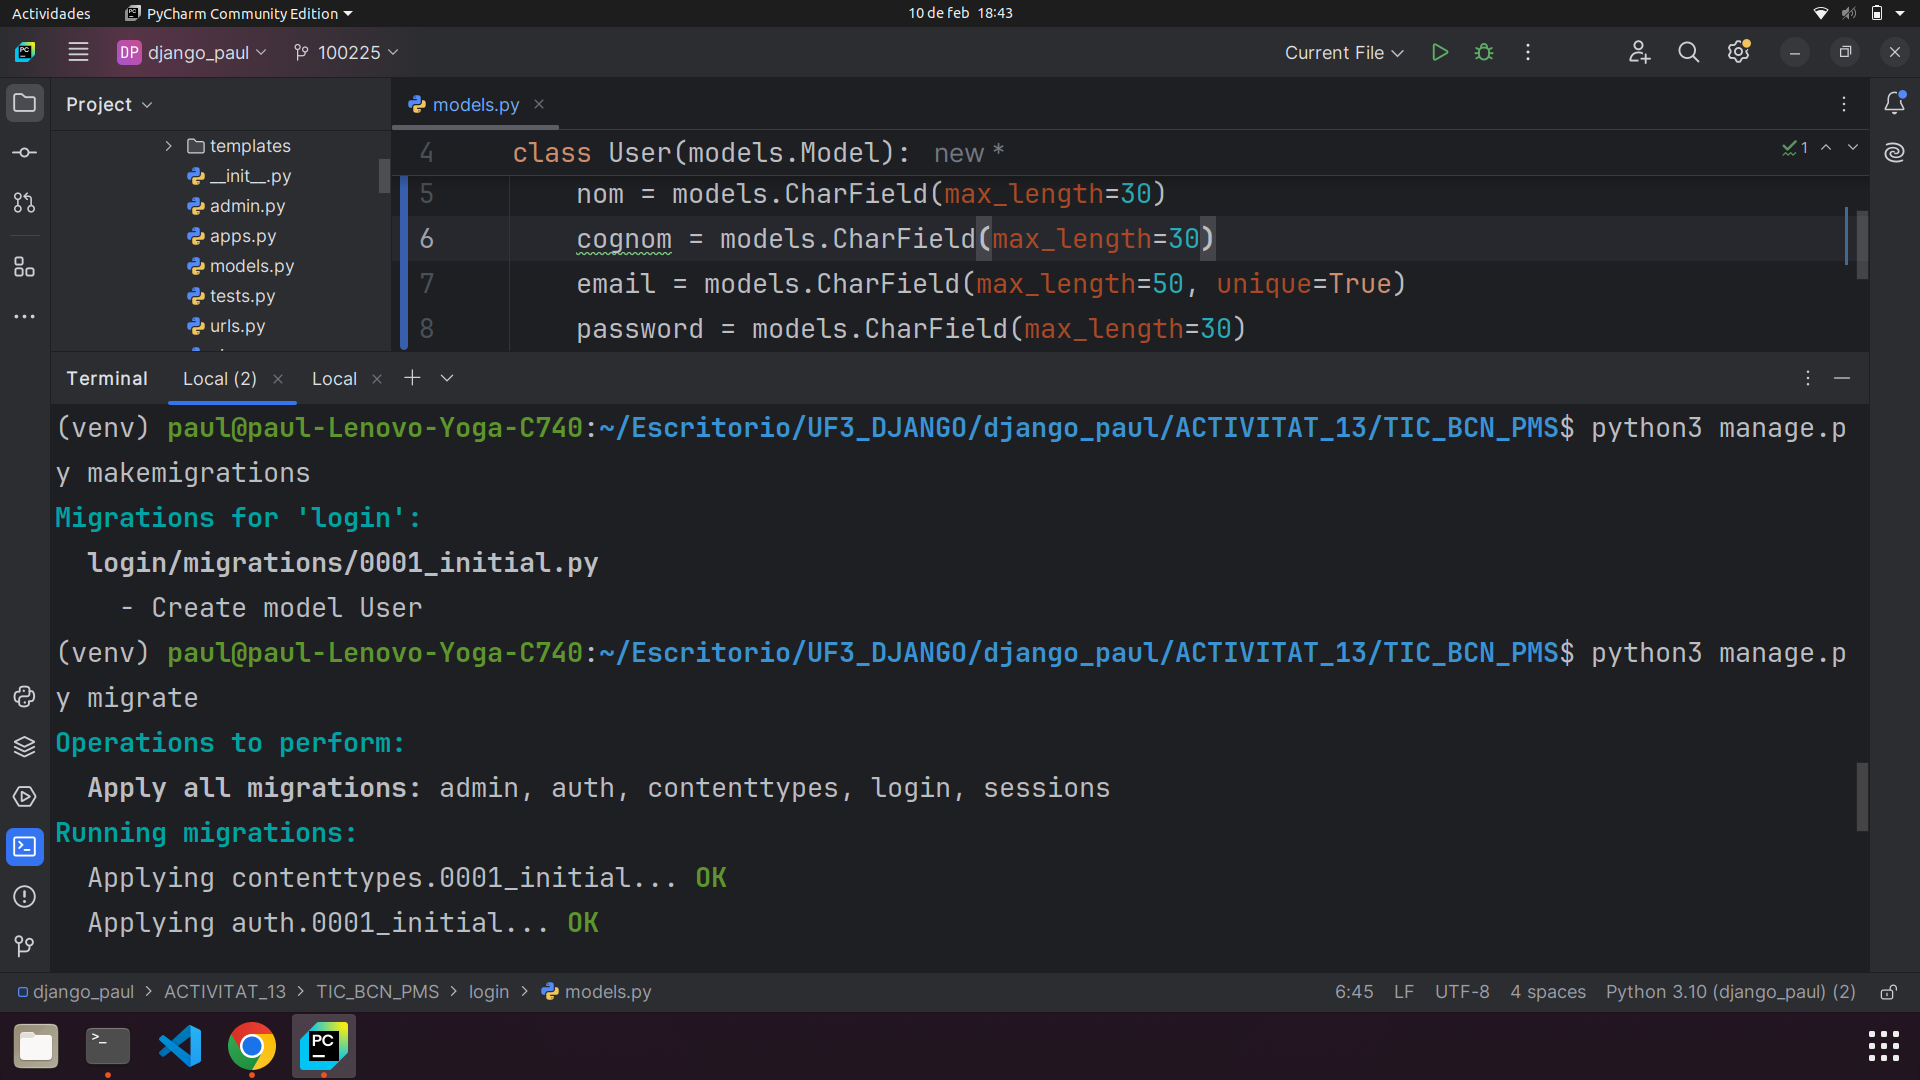 Actividades
PyCharm Community Edition
10 de feb 18:43
DP django_paul
100225
Current File
Project
models.py
templates
__init__.py
admin.py
apps.py
models.py
tests.py
urls.py
4 class User(models.Model): new *
1
5 nom = models.CharField(max_length=30)
6 cognom = models.CharField(max_length=30)
7 email = models.CharField(max_length=50, unique=True)
8 password = models.CharField(max_length=30)
Terminal Local (2) Local
(venv) paul@paul-Lenovo-Yoga-C740:~/Escritorio/UF3_DJANGO/django_paul/ACTIVITAT_13/TIC_BCN_PMS$ python3 manage.p
y makemigrations
Migrations for 'login':
login/migrations/0001_initial.py
- Create model User
(venv) paul@paul-Lenovo-Yoga-C740:~/Escritorio/UF3_DJANGO/django_paul/ACTIVITAT_13/TIC_BCN_PMS$ python3 manage.p
y migrate
Operations to perform:
Apply all migrations: admin, auth, contenttypes, login, sessions
Running migrations:
Applying contenttypes.0001_initial... OK
Applying auth.0001_initial... OK
django_paul > ACTIVITAT_13 > TIC_BCN_PMS > login > models.py
6:45 LF UTF-8 4 spaces Python 3.10 (django_paul) (2)
PC